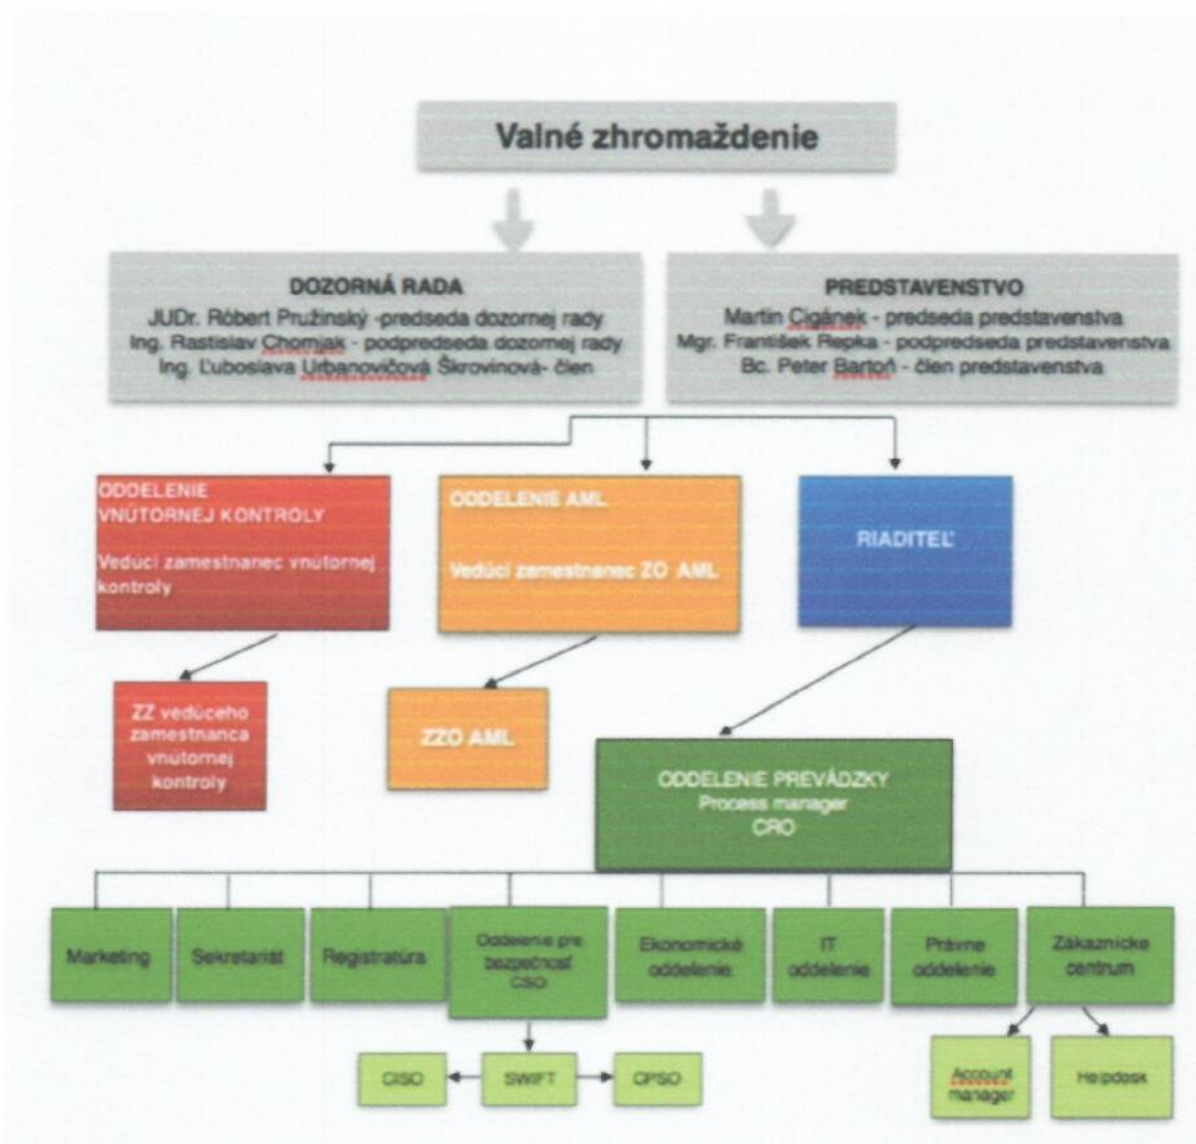 Valné zhromaždenie
DOZORNÁ RADA
JUDr. Róbert Pružinský -predseda dozornej rady
Ing. Rastislav Chomjak - podpredseda dozornej rady
Ing. Ľuboslava Urbanovičová Škrovinová- člen
PREDSTAVENSTVO
Martin Cigánek - predseda predstavenstva
Mgr. František Repka - podpredseda predstavenstva
Bc. Peter Bartoň - člen predstavenstva
ODDELENIE
VNÚTORNEJ KONTROLY
Vedúci zamestnanec vnútornej
kontroly
ODDELENIE AML
Vedúci zamestnanec ZO AML
RIADITEĽ
ZZ vedúceho
zamestnanca
vnútornej
kontroly
ZZO AML
ODDELENIE PREVÁDZKY
Process manager
CRO
Marketing
Sekretariát
Registratúra
Oddelenie pre
bezpečnosť
CSO
Ekonomické
oddelenie
IT
oddelenie
Právne
oddelenie
Zákaznícke
centrum
CISO
SWIFT
CPSO
Account
manager
Helpdesk